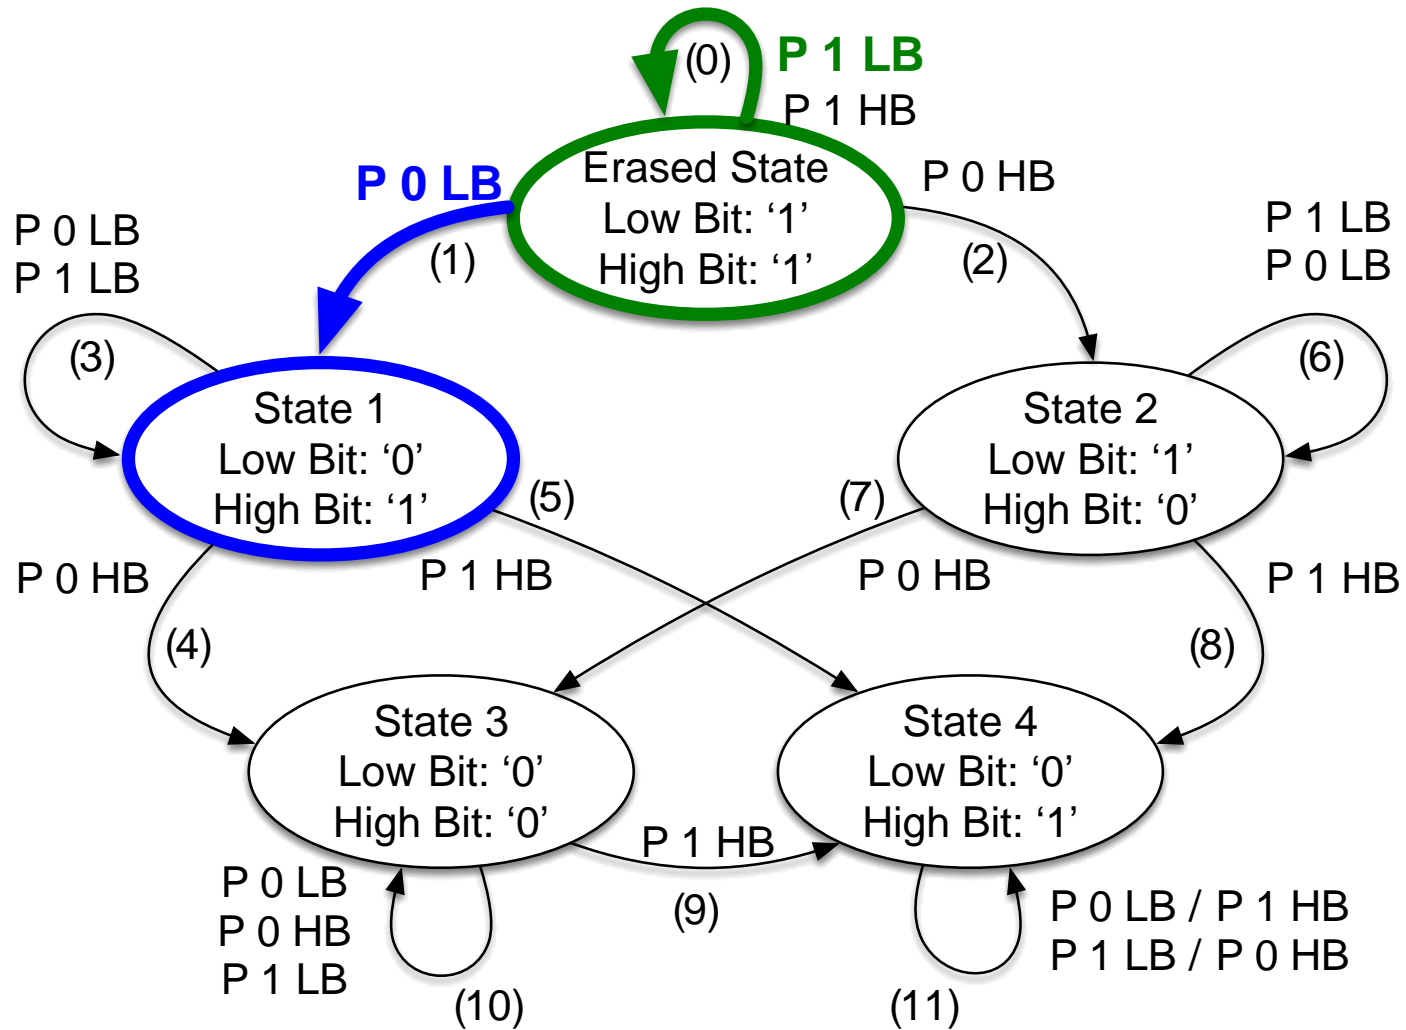 (0)
P 1 LB
P 1 HB
Erased State
Low Bit: ‘1’
High Bit: ‘1’
P 0 LB
(1)
P 0 HB
(2)
P 0 LB
P 1 LB
(3)
P 1 LB
P 0 LB
(6)
State 1
Low Bit: ‘0’
High Bit: ‘1’
State 2
Low Bit: ‘1’
High Bit: ‘0’
(5)
(7)
P 0 HB
P 1 HB
P 0 HB
P 1 HB
(4)
(8)
State 3
Low Bit: ‘0’
High Bit: ‘0’
State 4
Low Bit: ‘0’
High Bit: ‘1’
P 1 HB
(9)
P 0 LB
P 0 HB
P 1 LB
(10)
P 0 LB / P 1 HB
P 1 LB / P 0 HB
(11)